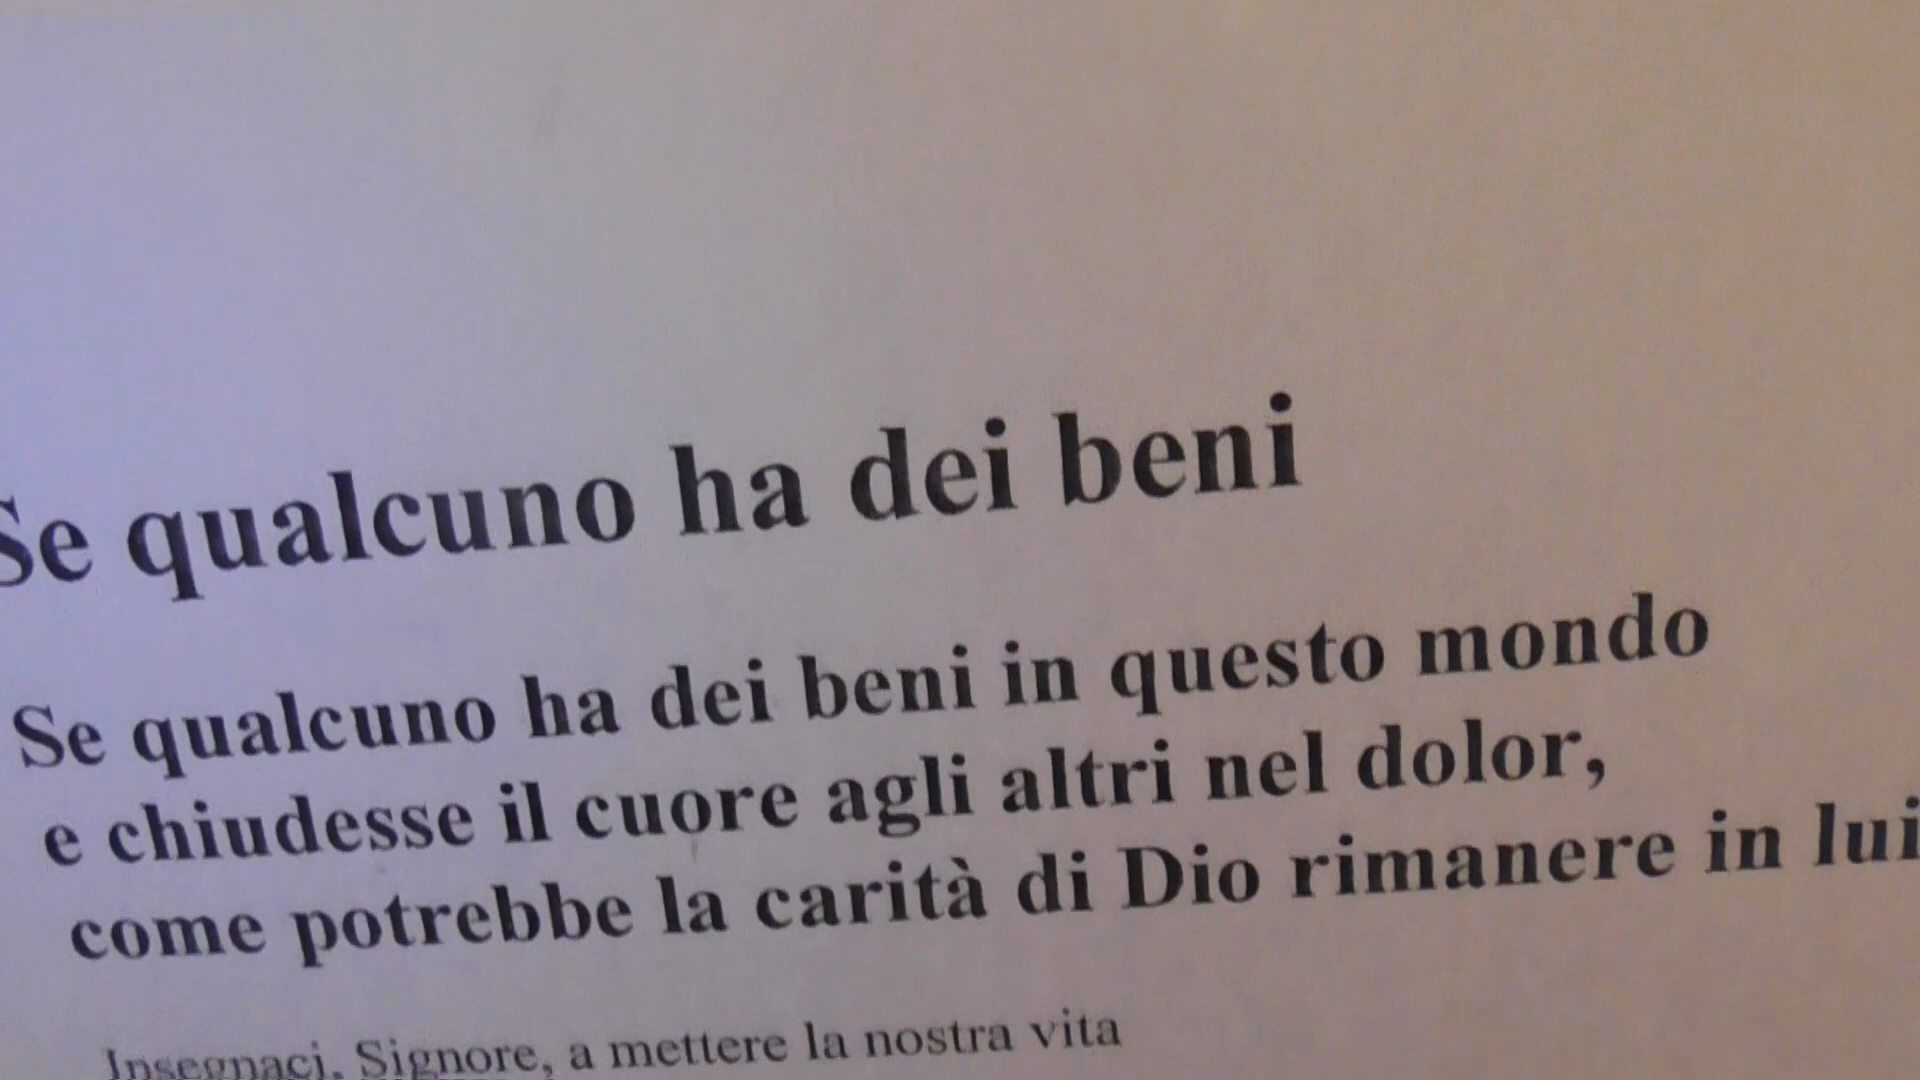 Se qualcuno ha dei beni
Se qualcuno ha dei beni in questo mondo
e chiudesse il cuore agli altri nel dolor,
come potrebbe la carità di Dio rimanere in lui
Insegnaci, Signore, a mettere la nostra vita